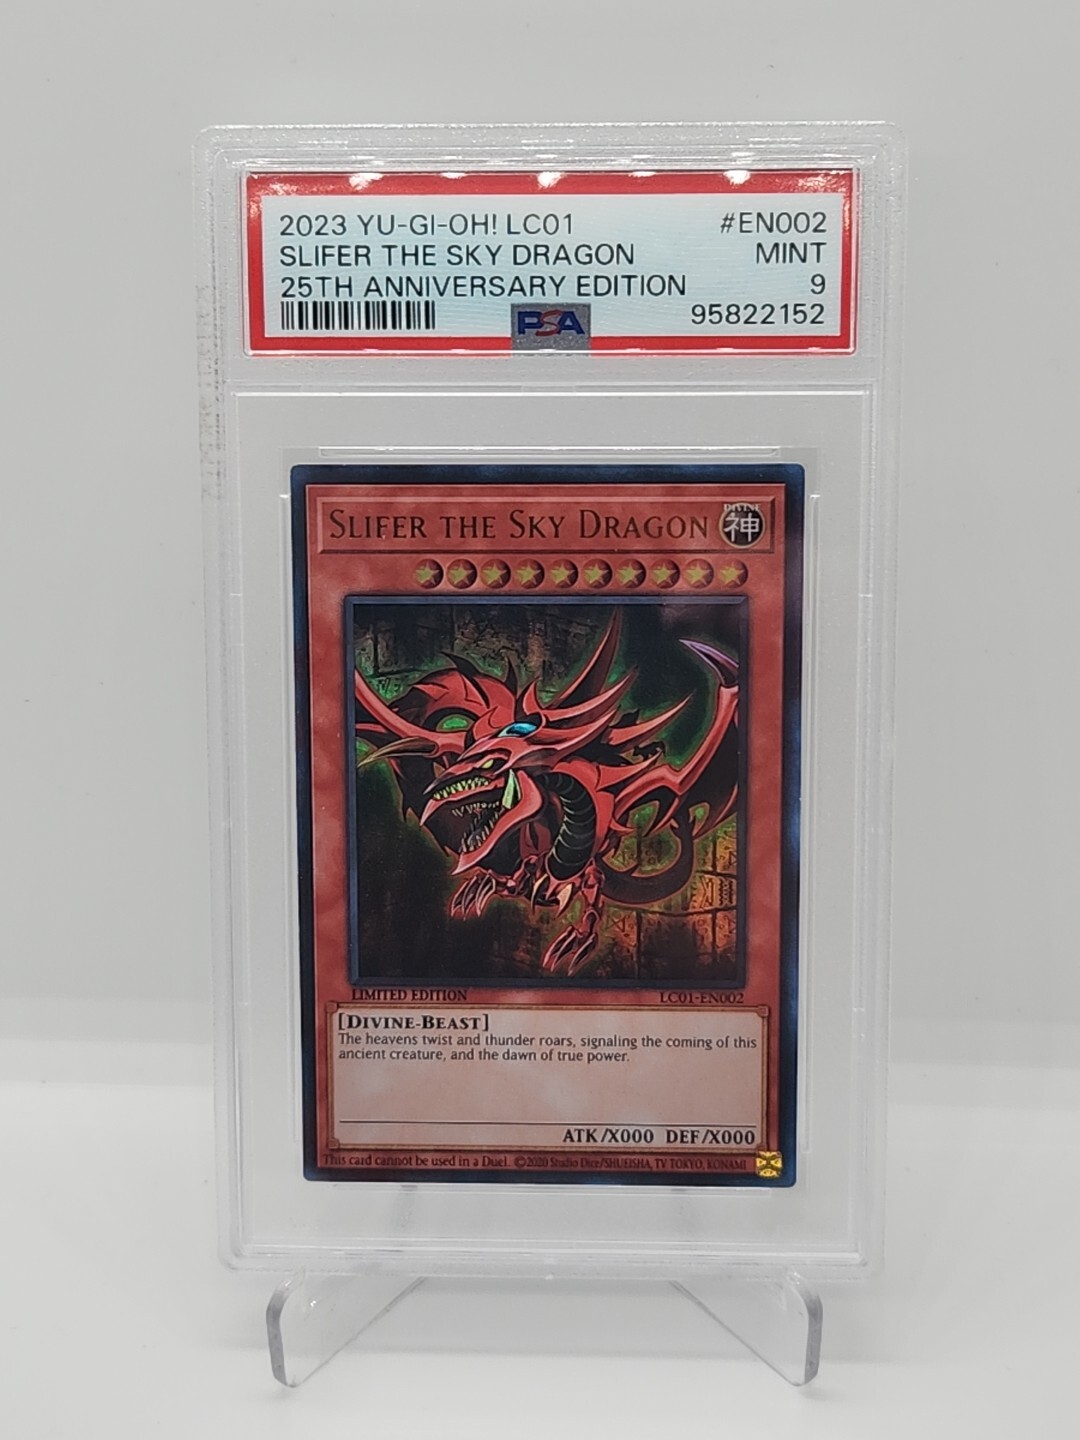 2023 YU-GI-OH! LC01 #EN002
SLIFER THE SKY DRAGON MINT
25TH ANNIVERSARY EDITION 9
PSA 95822152
SLIFER THE SKY DRAGON
DIVINE
神
LIMITED EDITION LC01-EN002
[DIVINE-BEAST]
The heavens twist and thunder roars, signaling the coming of this
ancient creature, and the dawn of true power.
ATK/X000 DEF/X000
This card cannot be used in a Duel. ©2020 Studio Dice/SHUEISHA, TV TOKYO, KONAMI